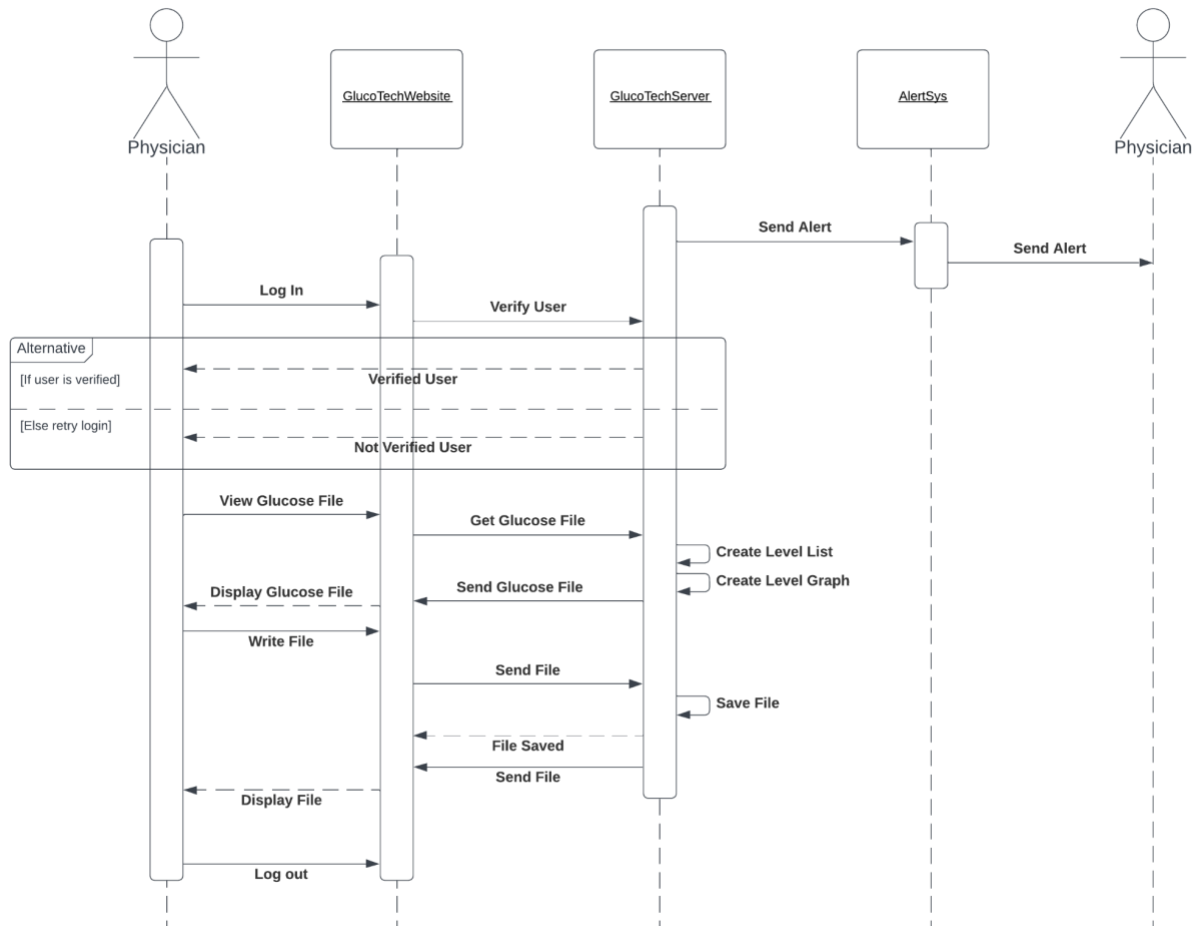 GlucoTechWebsite
GlucoTechServer
AlertSys
Physician
Physician
Send Alert
Send Alert
Log In
Verify User
Alternative
[If user is verified]
Verified User
[Else retry login]
Not Verified User
View Glucose File
Get Glucose File
Create Level List
Create Level Graph
Send Glucose File
Display Glucose File
Write File
Send File
Save File
File Saved
Send File
Display File
Log out